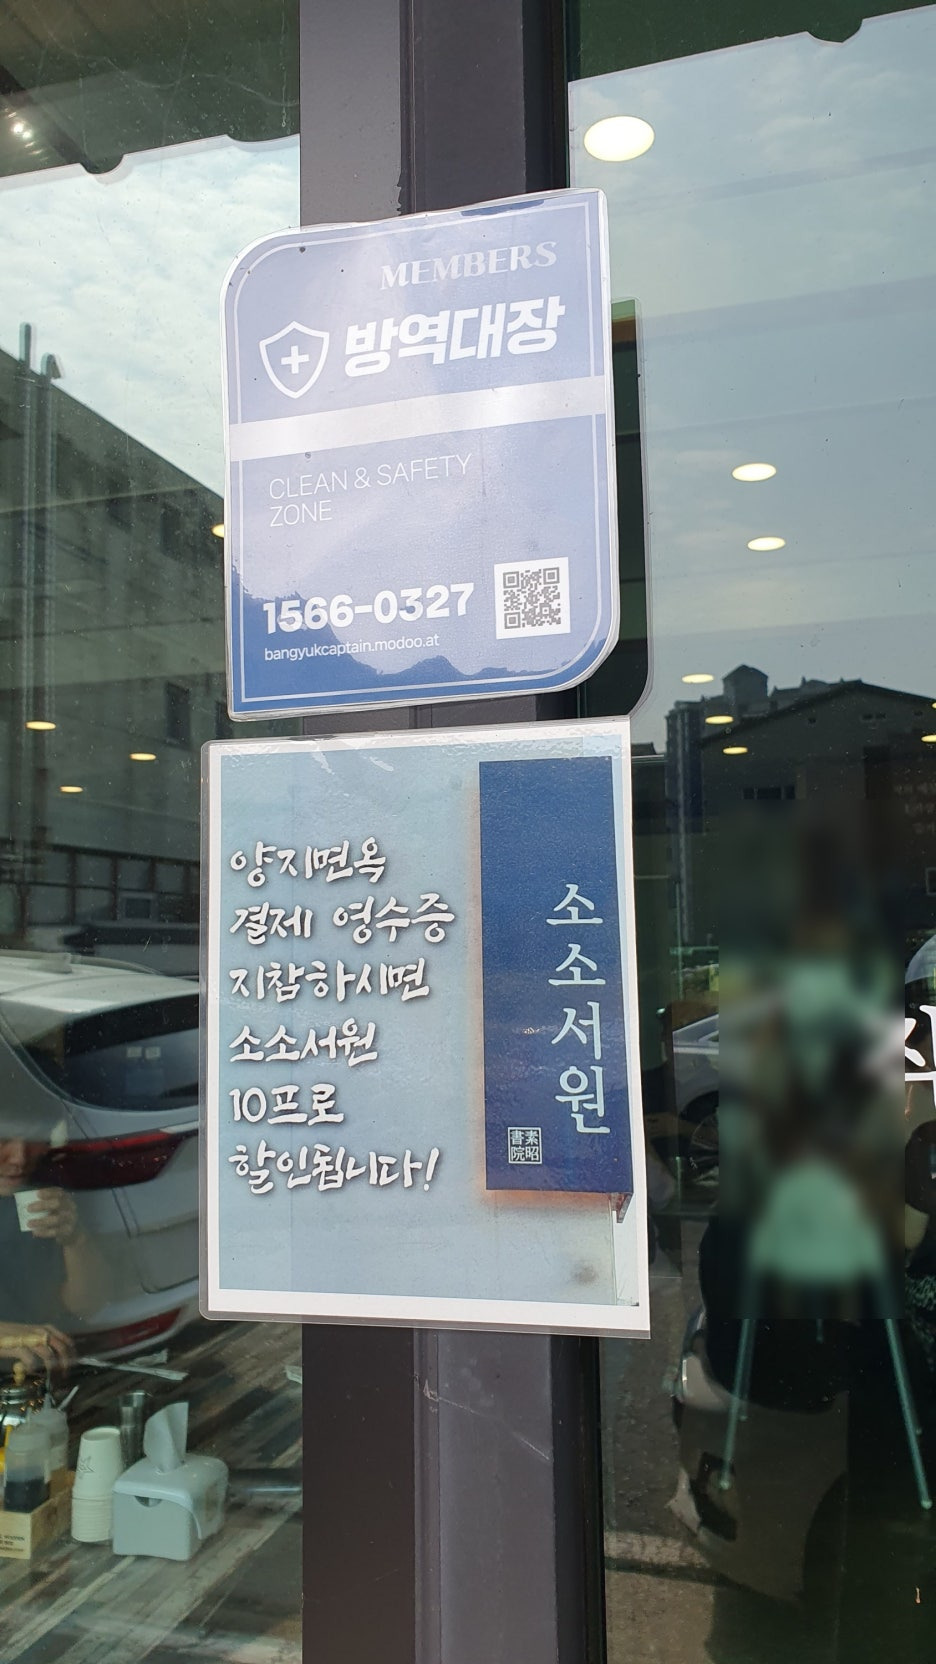 MEMBERS
방역대장
CLEAN & SAFETY
ZONE
1566-0327
bangyukcaptain.modoo.at
양지면옥
결제 영수증
지참하시면
소소서원
10프로
할인됩니다!
소소서원
素昭
書院